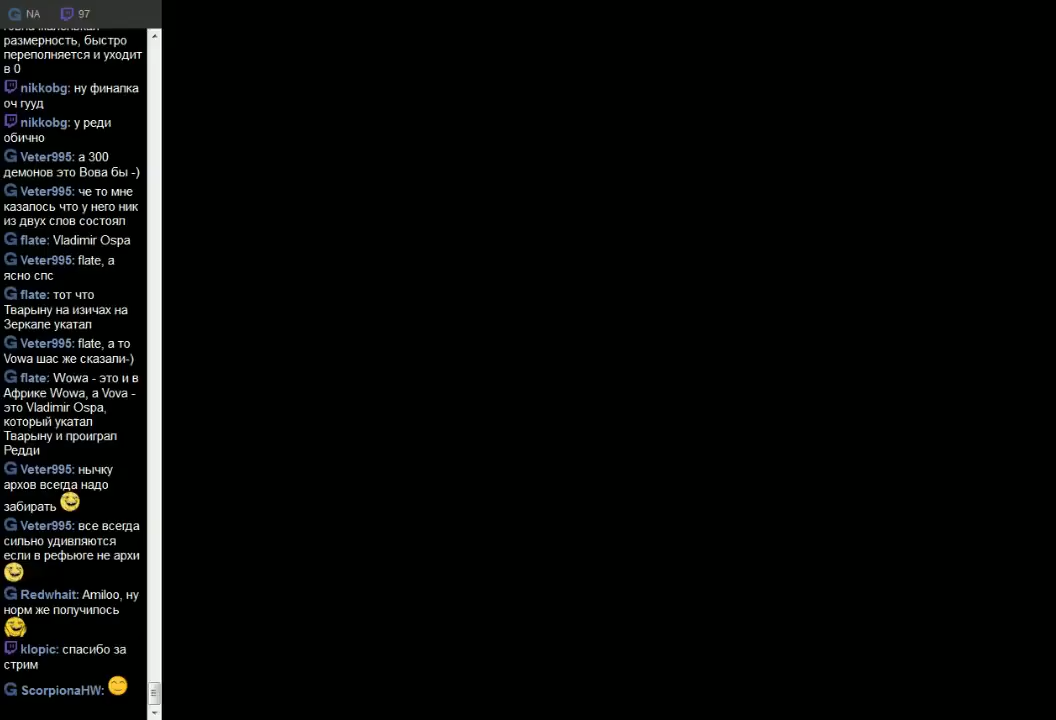 NA 97
размерность, быстро
переполняется и уходит
в 0
nikkobg: ну финалка
оч гууд
nikkobg: у реди
обично
Veter995: а 300
демонов это Вова бы -)
Veter995: че то мне
казалось что у него ник
из двух слов состоял
flate: Vladimir Ospa
Veter995: flate, а
ясно спс
flate: тот что
Тварыну на изичах на
Зеркале укатал
Veter995: flate, а то
Vowa шас же сказали-)
flate: Wowa - это и в
Африке Wowa, а Vova -
это Vladimir Ospa,
который укатал
Тварыну и проиграл
Редди
Veter995: нычку
архов всегда надо
забирать
Veter995: все всегда
сильно удивляются
если в рефьюге не архи
Redwhait: Amiloo, ну
норм же получилось
klopic: спасибо за
стрим
ScorpionaHW: